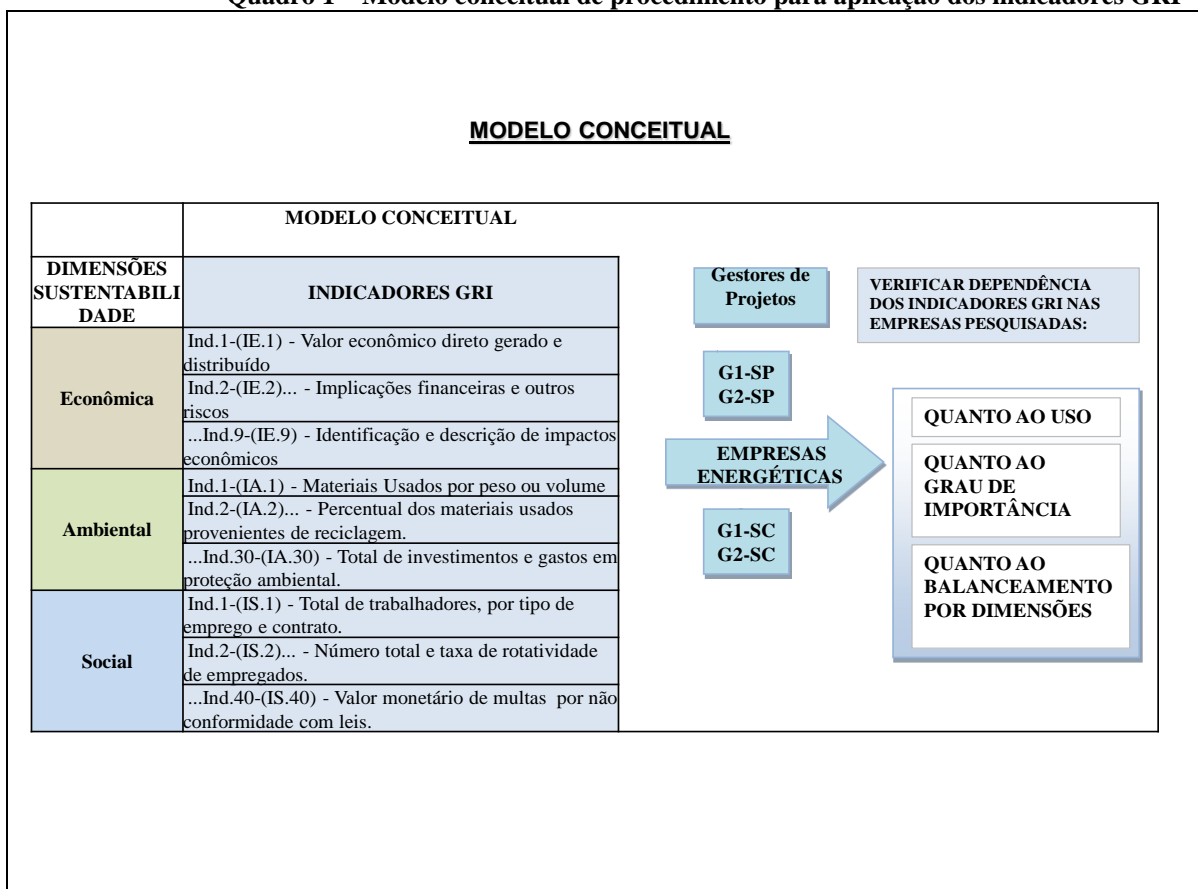 Quadro 1 – Modelo conceitual de procedimento para aplicação dos indicadores GRI
MODELO CONCEITUAL
MODELO CONCEITUAL
DIMENSÕES
SUSTENTABILI
DADE
INDICADORES GRI
Econômica
Ind.1-(IE.1) - Valor econômico direto gerado e
distribuído
Ind.2-(IE.2)... - Implicações financeiras e outros
riscos
...Ind.9-(IE.9) - Identificação e descrição de impactos
econômicos
Ambiental
Ind.1-(IA.1) - Materiais Usados por peso ou volume
Ind.2-(IA.2)... - Percentual dos materiais usados
provenientes de reciclagem.
...Ind.30-(IA.30) - Total de investimentos e gastos em
proteção ambiental.
Social
Ind.1-(IS.1) - Total de trabalhadores, por tipo de
emprego e contrato.
Ind.2-(IS.2)... - Número total e taxa de rotatividade
de empregados.
...Ind.40-(IS.40) - Valor monetário de multas por não
conformidade com leis.
Gestores de
Projetos
G1-SP
G2-SP
EMPRESAS
ENERGÉTICAS
G1-SC
G2-SC
VERIFICAR DEPENDÊNCIA
DOS INDICADORES GRI NAS
EMPRESAS PESQUISADAS:
QUANTO AO USO
QUANTO AO
GRAU DE
IMPORTÂNCIA
QUANTO AO
BALANCEAMENTO
POR DIMENSÕES